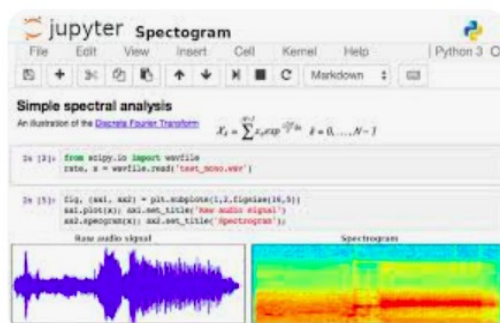 jupyter Spectogram
File Edit View Insert Cell Kernel Help Python 3 O
Markdown
Simple spectral analysis
An illustration of the Discrete Fourier Transform
In [2]: from scipy.io import wavfile
rate, x = wavfile.read('test_mono.wav')
In [5]: fig, (ax1, ax2) = plt.subplots(1,2,figsize(16,5))
ax1.plot(x); ax1.set_title('Raw audio signal')
ax2.specgram(x); ax2.set_title('Spectrogram');
Raw audio signal Spectrogram